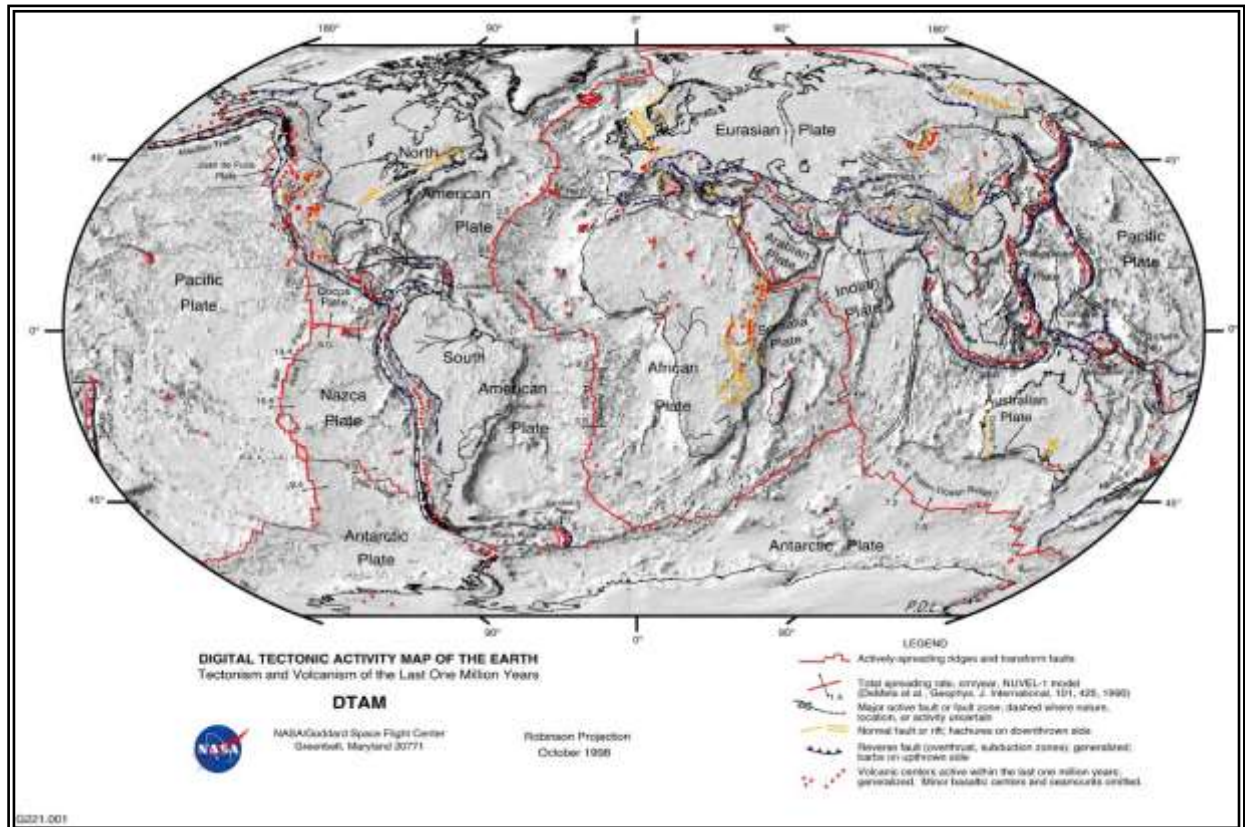 180°
90°
0°
90°
180°
45°
45°
Aleutian Trench
Juan de Fuca
Plate
North
American
Plate
Eurasian Plate
Arabian
Plate
Indian
Plate
Pacific
Plate
Pacific
Plate
Cocos
Plate
0°
0°
Somalia
Plate
South
American
Plate
African
Plate
Nazca
Plate
Australian
Plate
45°
45°
Antarctic
Plate
Antarctic Plate
P.D.L.
90°
0°
90°
DIGITAL TECTONIC ACTIVITY MAP OF THE EARTH
Tectonism and Volcanism of the Last One Million Years
DTAM
NASA
NASA/Goddard Space Flight Center
Greenbelt, Maryland 20771
Robinson Projection
October 1998
LEGEND
Actively-spreading ridges and transform faults
Total spreading rate, cm/year, NUVEL-1 model
(DeMets et al., Geophys. J. International, 101, 425, 1990)
Major active fault or fault zone; dashed where nature,
location, or activity uncertain
Normal fault or rift; hachures on downthrown side
Reverse fault (overthrust, subduction zones); generalized;
barbs on upthrown side
Volcanic centers active within the last one million years;
generalized. Minor basaltic centers and seamounts omitted.
G221.001